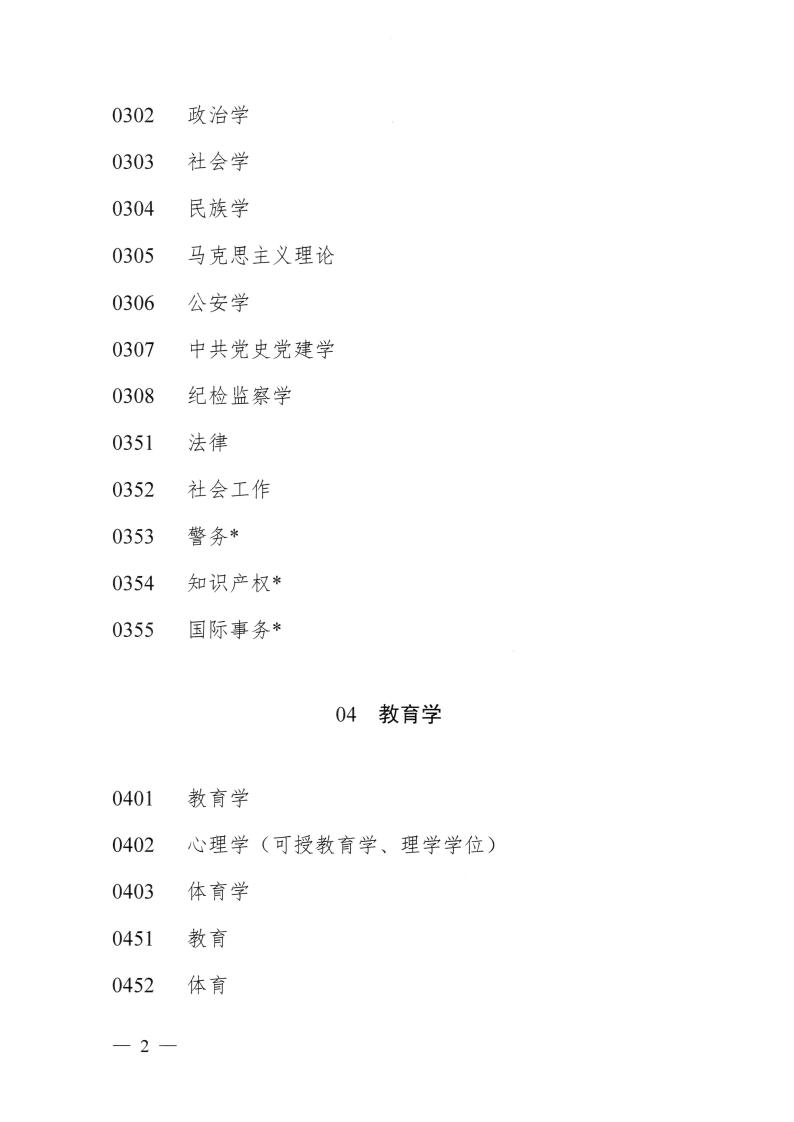 0302 政治学
0303 社会学
0304 民族学
0305 马克思主义理论
0306 公安学
0307 中共党史党建学
0308 纪检监察学
0351 法律
0352 社会工作
0353 警务*
0354 知识产权*
0355 国际事务*
04 教育学
0401 教育学
0402 心理学（可授教育学、理学学位）
0403 体育学
0451 教育
0452 体育
— 2 —